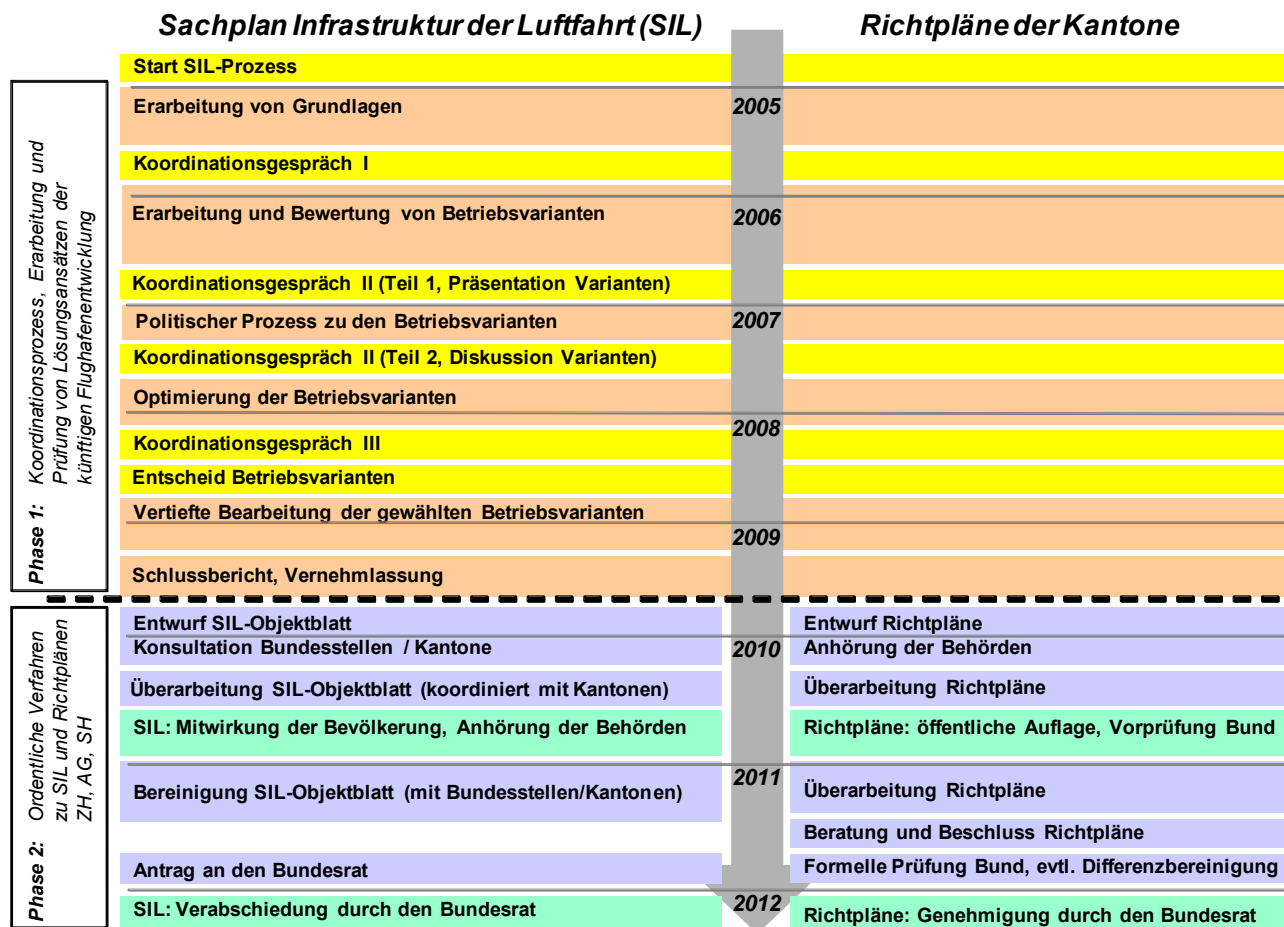 Sachplan Infrastruktur der Luftfahrt (SIL)
Richtpläne der Kantone
Phase 1: Koordinationsprozess, Erarbeitung und
Prüfung von Lösungsansätzen der
künftigen Flughafenentwicklung
Start SIL-Prozess
2005
Erarbeitung von Grundlagen
Koordinationsgespräch I
Erarbeitung und Bewertung von Betriebsvarianten
2006
Koordinationsgespräch II (Teil 1, Präsentation Varianten)
Politischer Prozess zu den Betriebsvarianten
2007
Koordinationsgespräch II (Teil 2, Diskussion Varianten)
Optimierung der Betriebsvarianten
2008
Koordinationsgespräch III
Entscheid Betriebsvarianten
Vertiefte Bearbeitung der gewählten Betriebsvarianten
2009
Schlussbericht, Vernehmlassung
Phase 2: Ordentliche Verfahren
zu SIL und Richtplänen
ZH, AG, SH
Entwurf SIL-Objektblatt
Entwurf Richtpläne
Konsultation Bundesstellen / Kantone
2010
Anhörung der Behörden
Überarbeitung SIL-Objektblatt (koordiniert mit Kantonen)
Überarbeitung Richtpläne
SIL: Mitwirkung der Bevölkerung, Anhörung der Behörden
Richtpläne: öffentliche Auflage, Vorprüfung Bund
2011
Bereinigung SIL-Objektblatt (mit Bundesstellen/Kantonen)
Überarbeitung Richtpläne
Beratung und Beschluss Richtpläne
Antrag an den Bundesrat
Formelle Prüfung Bund, evtl. Differenzbereinigung
2012
SIL: Verabschiedung durch den Bundesrat
Richtpläne: Genehmigung durch den Bundesrat